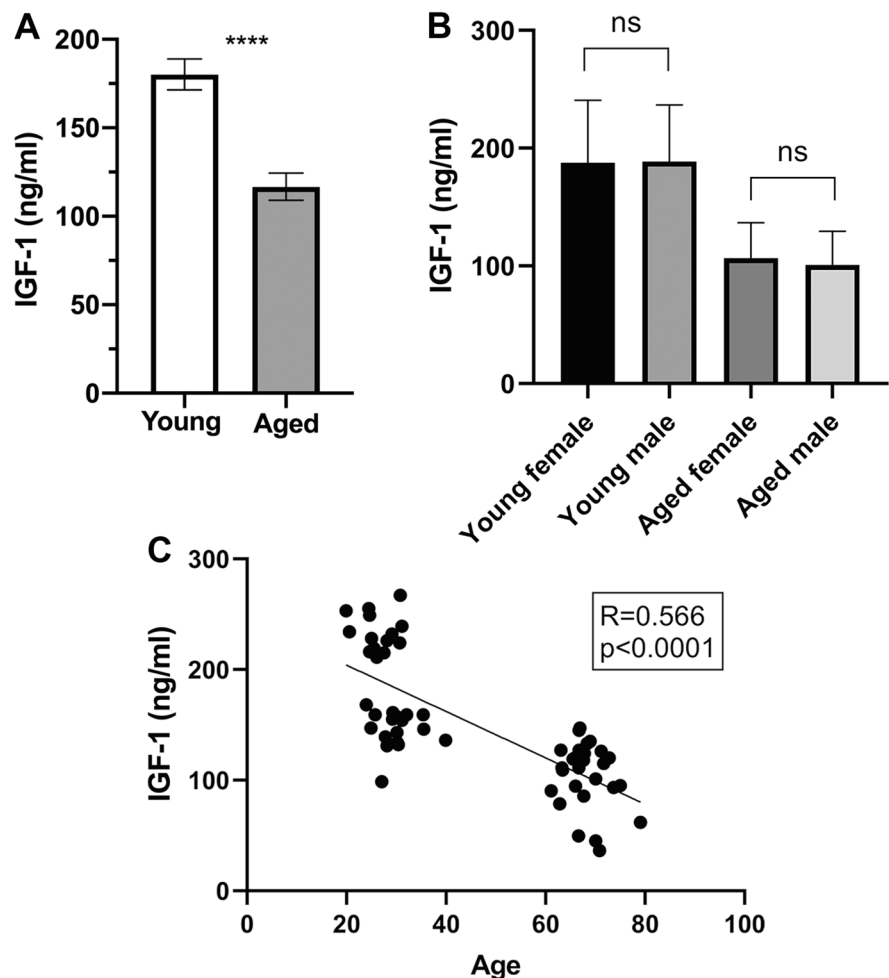 A
IGF-1 (ng/ml)
200
150
100
50
0
****
Young
Aged
B
IGF-1 (ng/ml)
300
200
100
0
ns
ns
Young female
Young male
Aged female
Aged male
C
IGF-1 (ng/ml)
300
200
100
0
R=0.566
p<0.0001
0 20 40 60 80 100
Age